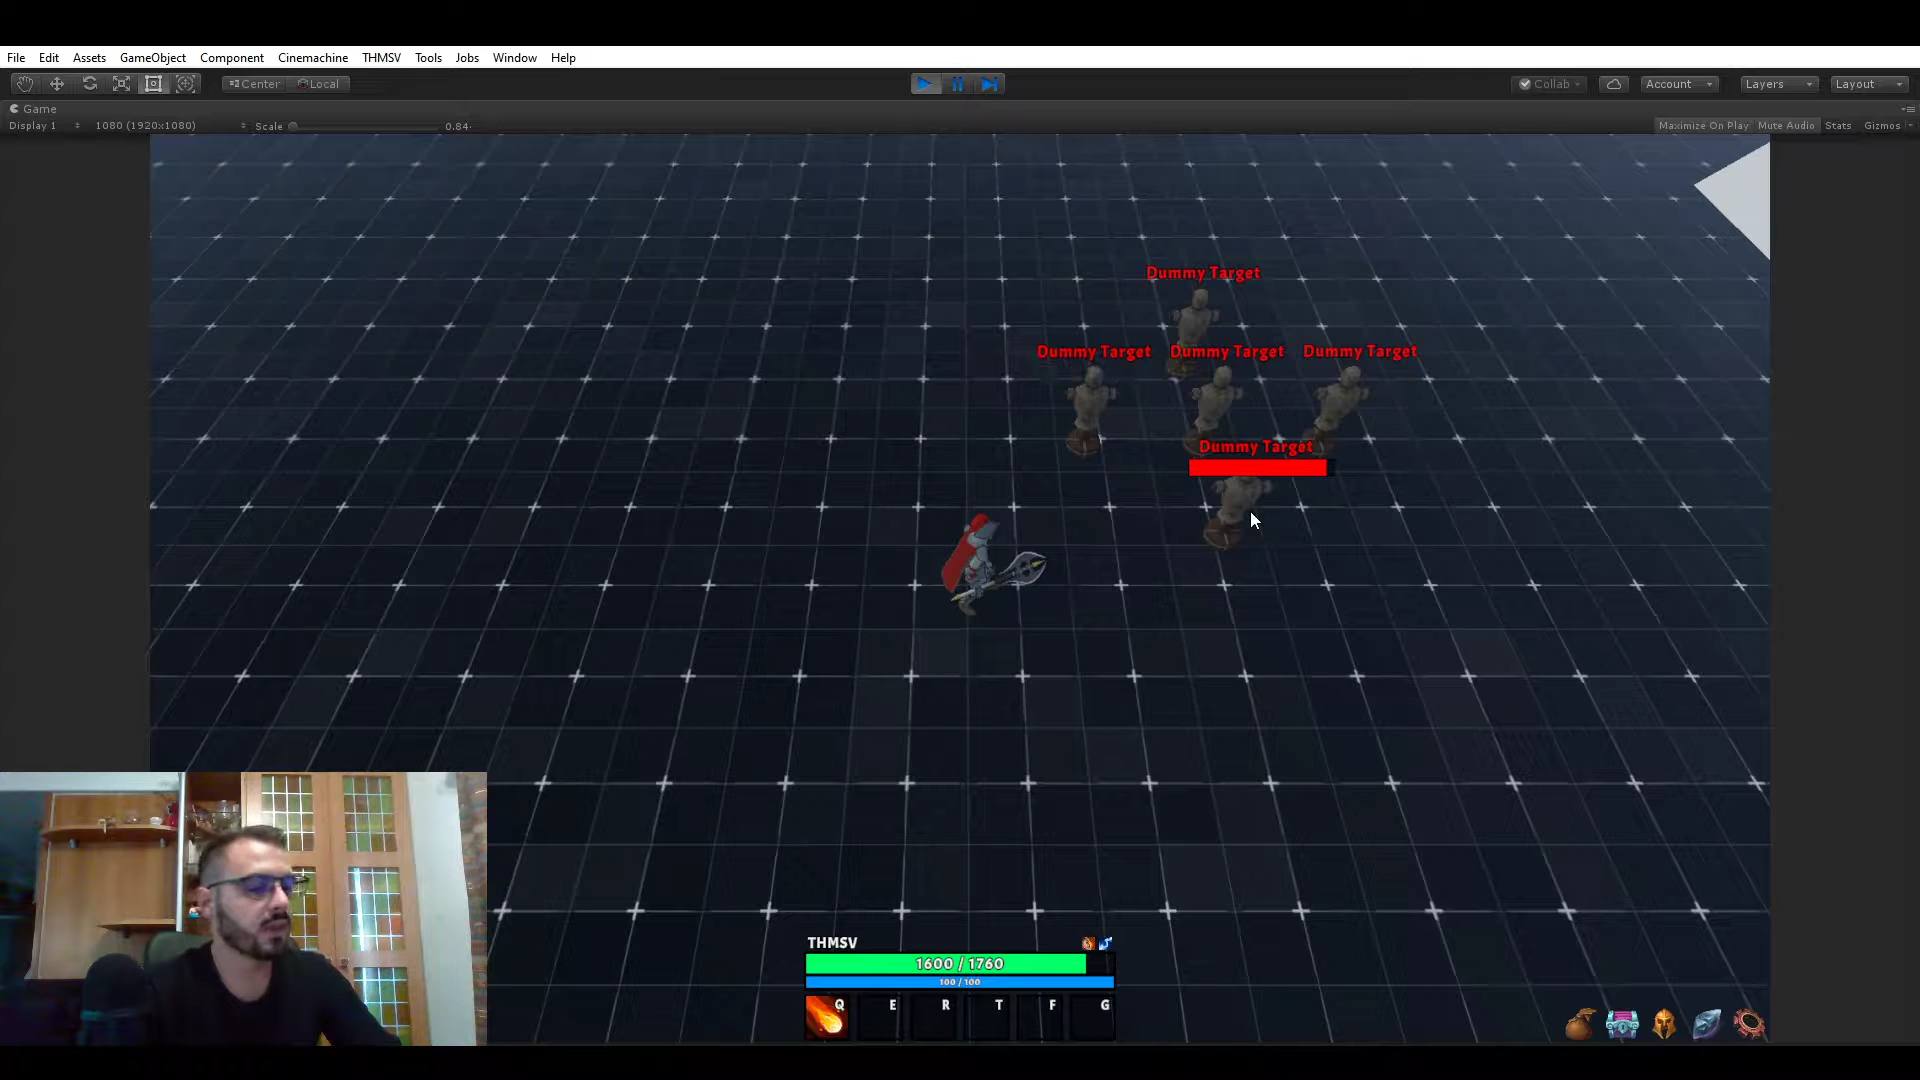 File Edit Assets GameObject Component Cinemachine THMSV Tools Jobs Window Help
Center Local Collab Account Layers Layout
Game
Display 1 1080 (1920x1080) Scale 0.84 Maximize On Play Mute Audio Stats Gizmos
Dummy Target
Dummy Target Dummy Target Dummy Target
Dummy Target
THMSV
1600 / 1760
100 / 100
Q E R T F G